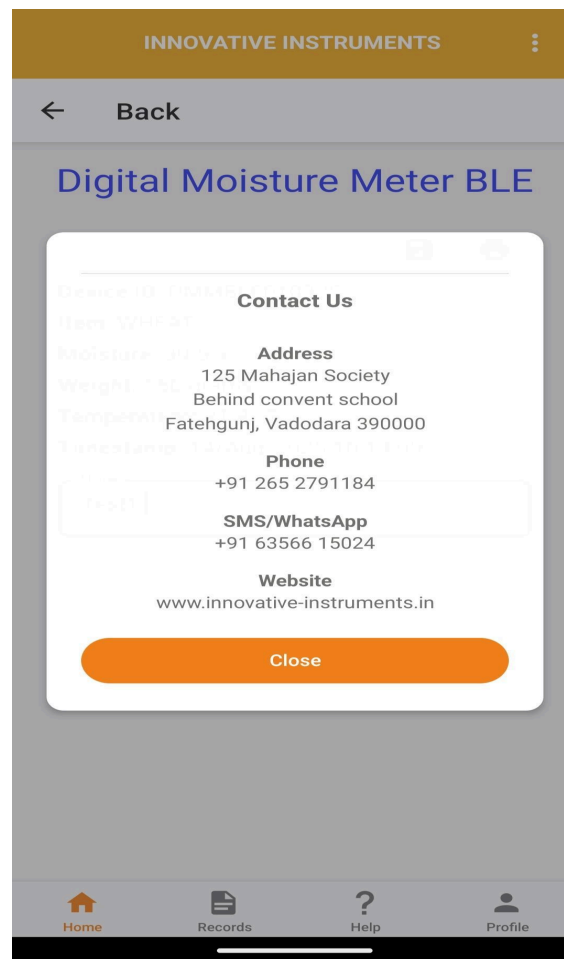 INNOVATIVE INSTRUMENTS
Back
Digital Moisture Meter BLE
Contact Us
Address
125 Mahajan Society
Behind convent school
Fatehgunj, Vadodara 390000
Phone
+91 265 2791184
SMS/WhatsApp
+91 63566 15024
Website
www.innovative-instruments.in
Close
Home
Records
Help
Profile